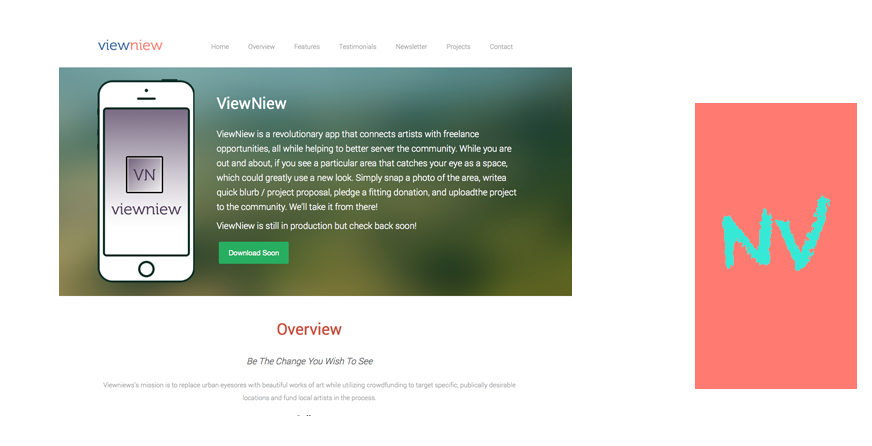 viewniew
Home Overview Features Testimonials Newsletter Projects Contact
ViewNiew
ViewNiew is a revolutionary app that connects artists with freelance
opportunities, all while helping to better server the community. While you are
out and about, if you see a particular area that catches your eye as a space,
which could greatly use a new look. Simply snap a photo of the area, writea
quick blurb / project proposal, pledge a fitting donation, and uploadthe project
to the community. We'll take it from there!
ViewNiew is still in production but check back soon!
Download Soon
VN
viewniew
Overview
Be The Change You Wish To See
Viewniews's mission is to replace urban eyesores with beautiful works of art while utilizing crowdfunding to target specific, publically desirable
locations and fund local artists in the process.
NV